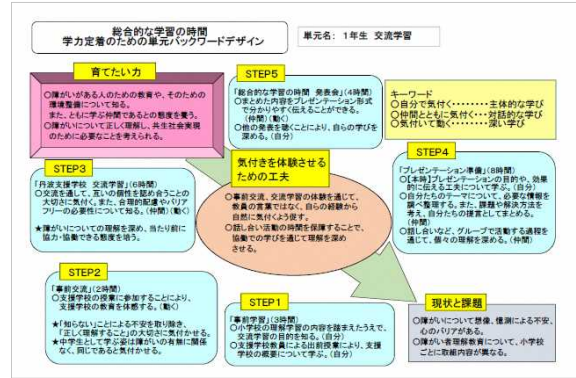 総合的な学習の時間
学力定着のための単元バックワードデザイン
単元名: 1年生 交流学習
育てたい力
○障がいがある人のための教育や、そのための
環境整備について知る。
また、ともに学ぶ仲間であるとの態度を養う。
○障がいについて正しく理解し、共生社会実現
のために必要なことを考えられる。
STEP5
「総合的な学習の時間 発表会」(4時間)
○まとめた内容をプレゼンテーション形式
で分かりやすく伝えることができる。
(仲間)(動く)
○他の発表を聴くことにより、自らの学びを
深める。(自分)
キーワード
○自分で気付く・・・・・・・・主体的な学び
○仲間とともに気付く・・対話的な学び
○気付いて動く・・・・・・・・深い学び
STEP3
「丹波支援学校 交流学習」(6時間)
○交流を通して、互いの個性を認め合うことの
大切さに気付く。また、合理的配慮やバリア
フリーの必要性について知る。(仲間)(動く)
★障がいについての理解を深め、当たり前に
協力・協働できる態度を培う。
気付きを体験させる
ための工夫
○事前交流、交流学習の体験を通じて、
教員の言葉ではなく、自らの経験から
自然に気付くよう促す。
○話し合い活動の時間を保障することで、
協働での学びを通じて理解を深め
させる。
STEP4
「プレゼンテーション準備」(8時間)
○【本時】プレゼンテーションの目的や、効果
的に伝える工夫について学ぶ。(自分)
○自分たちのテーマについて、必要な情報を
調べ整理する。また、課題や解決方法を
考え、自分たちの提言としてまとめる。
(仲間)
○話し合いなど、グループで活動する過程を
通じて、個々の理解を深める。(仲間)
STEP2
「事前交流」(2時間)
○支援学校の授業に参加することにより、
支援学校の教育を体感する。(動く)
★「知らない」ことによる不安を取り除き、
「正しく理解すること」の大切さに気付かせる。
★中学生として学ぶ姿は障がいの有無に関係
なく、同じであると気付かせる。
STEP1
「事前学習」(3時間)
○小学校の理解学習の内容を踏まえたうえで、
交流学習の目的を知る。(自分)
○支援学校教員による出前授業により、支援
学校の概要について学ぶ。(自分)
現状と課題
○障がいについて想像、憶測による不安、
心のバリアがある。
○障がい者理解教育について、小学校
ごとに取組内容が異なる。